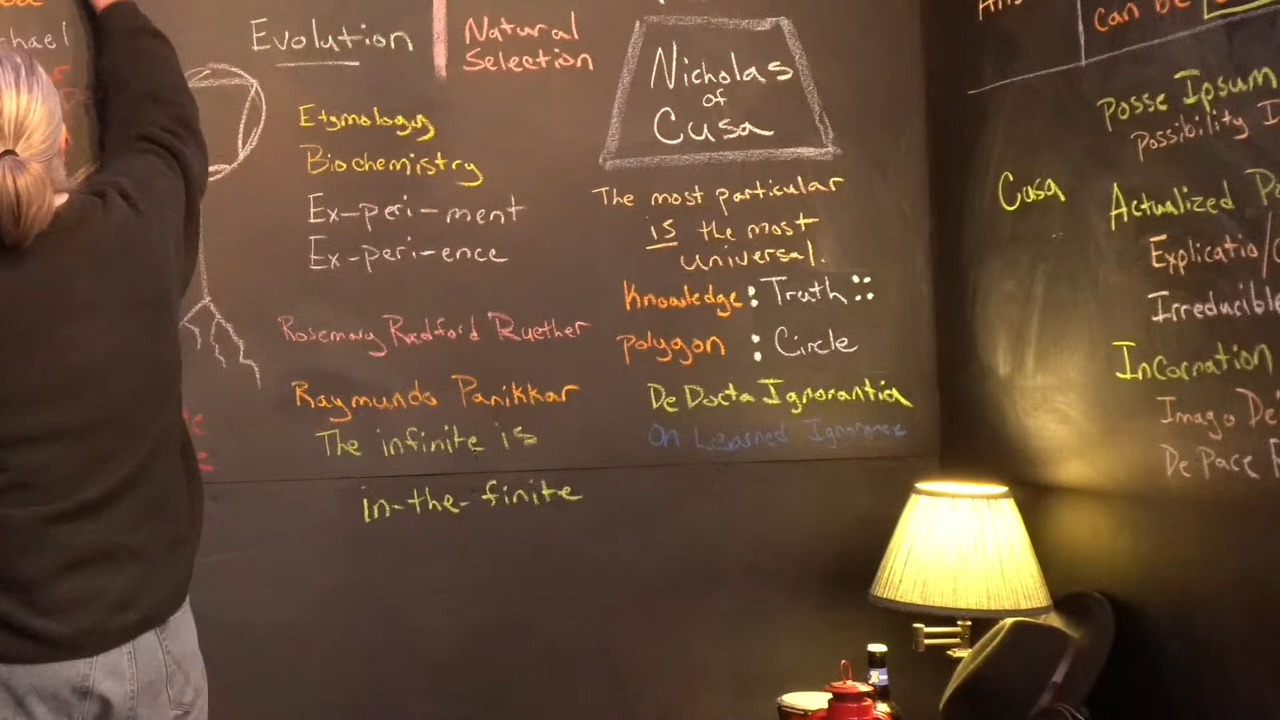 Evolution
Natural
Selection
Etymology
Biochemistry
Ex-peri-ment
Ex-peri-ence
Rosemary Radford Ruether
Raymundo Panikkar
The infinite is
in-the-finite
Nicholas
of
Cusa
The most particular
is the most
universal.
Knowledge : Truth ::
polygon : Circle
De Docta Ignorantia
On Learned Ignorance
can be
Posse Ipsum
Possibility
Cusa
Actualized
Explicatio/
Irreducible
Incarnation
Imago De
De Pace